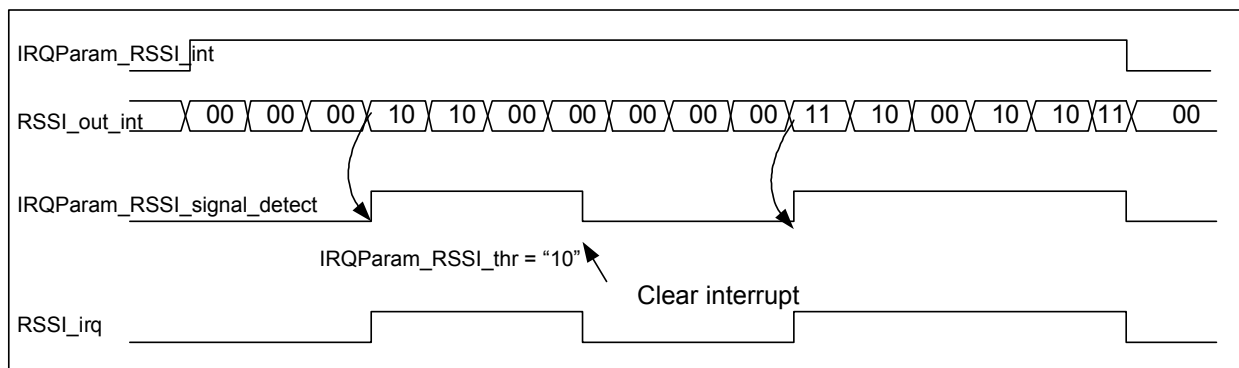 IRQParam_RSSI_int
RSSI_out_int 00 00 00 10 10 00 00 00 00 00 11 10 00 10 10 11 00
IRQParam_RSSI_signal_detect
IRQParam_RSSI_thr = “10”
Clear interrupt
RSSI_irq